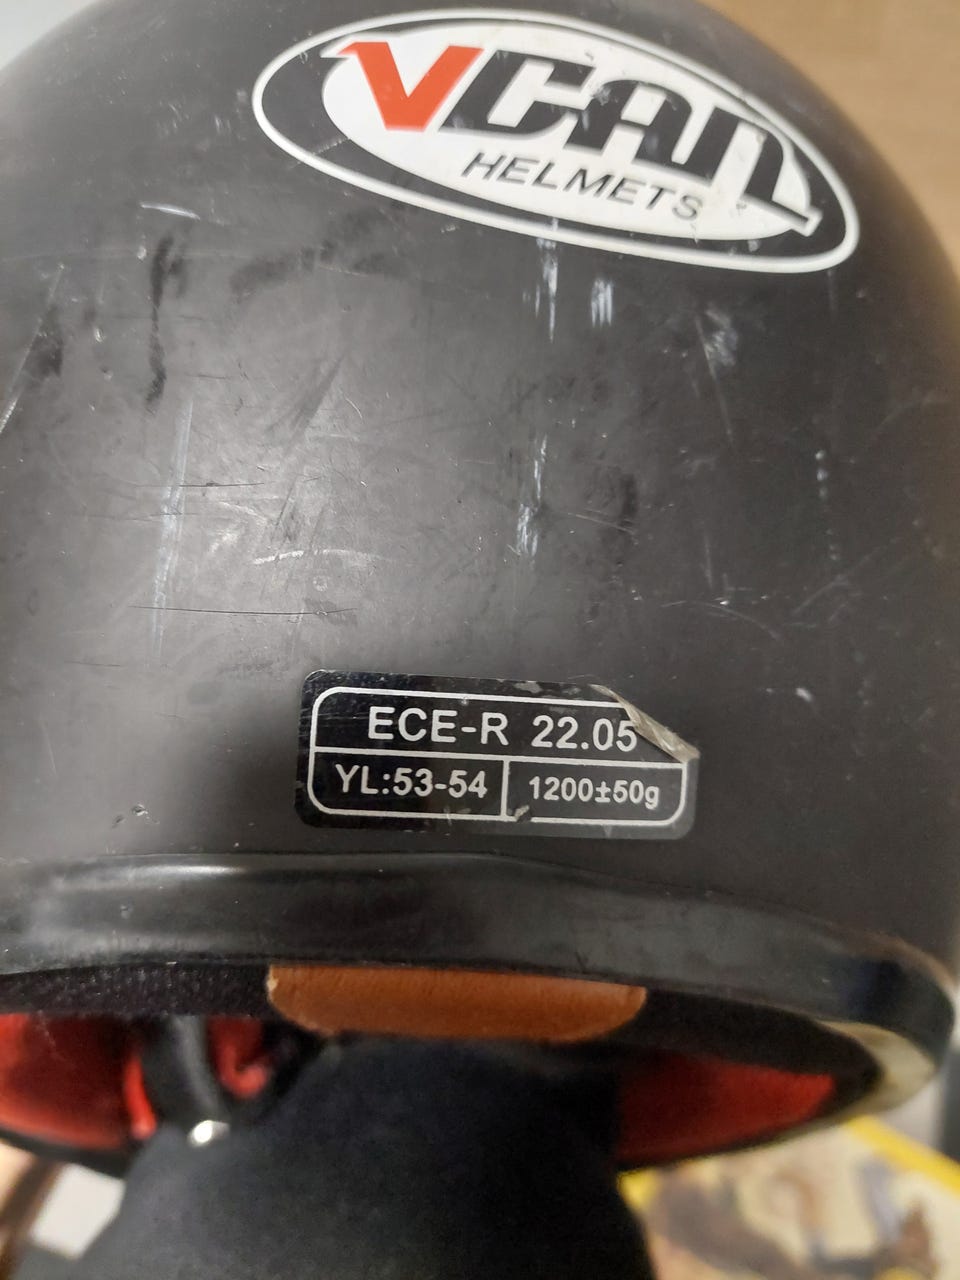 VCAN
HELMETS
ECE-R 22.05
YL:53-54
1200±50g